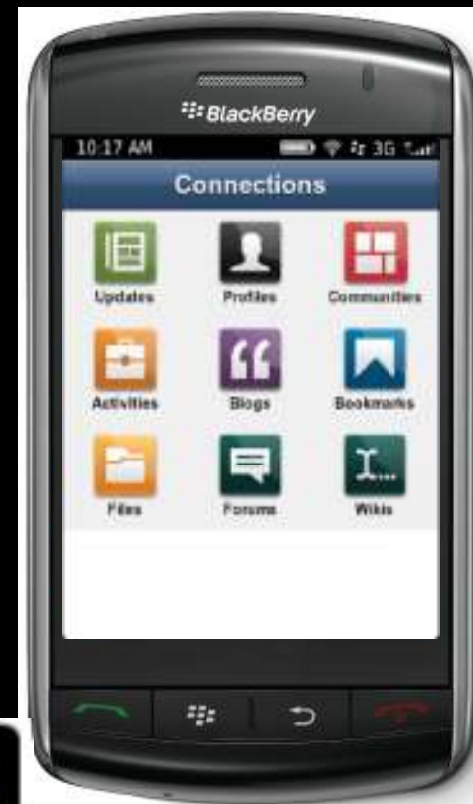 BlackBerry
10:17 AM 3G
Connections
Updates Profiles Communities
Activities Blogs Bookmarks
Files Forums Wikis